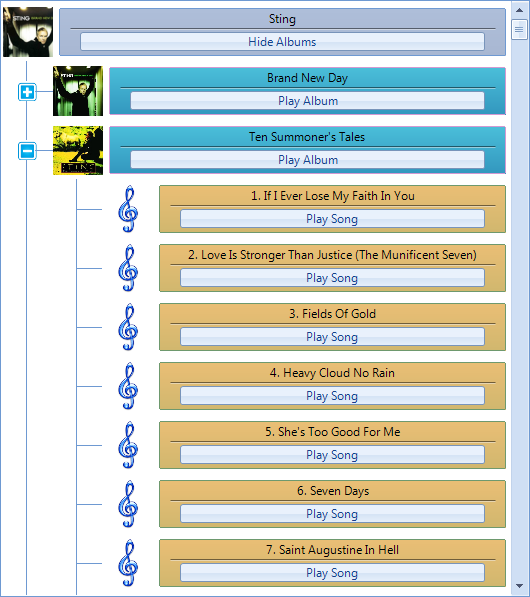 Sting
Hide Albums
Brand New Day
Play Album
Ten Summoner's Tales
Play Album
1. If I Ever Lose My Faith In You
Play Song
2. Love Is Stronger Than Justice (The Munificent Seven)
Play Song
3. Fields Of Gold
Play Song
4. Heavy Cloud No Rain
Play Song
5. She's Too Good For Me
Play Song
6. Seven Days
Play Song
7. Saint Augustine In Hell
Play Song